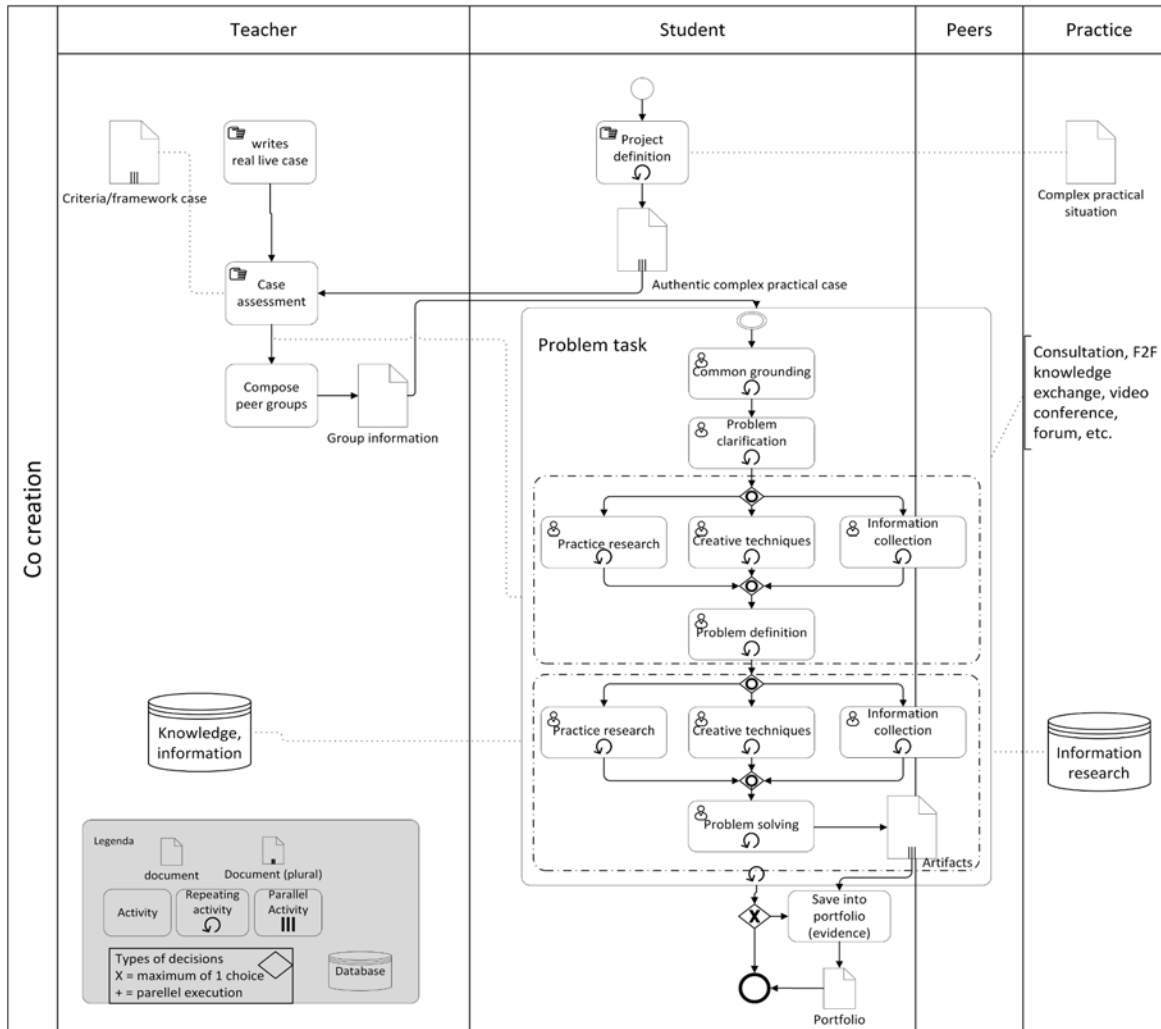 Teacher
Student
Peers
Practice
Co creation
writes
real live case
Criteria/framework case
Project
definition
Complex practical
situation
Case
assessment
Authentic complex practical case
Compose
peer groups
Group information
Problem task
Common grounding
Problem
clarification
Consultation, F2F
knowledge
exchange, video
conference,
forum, etc.
Practice research
Creative techniques
Information
collection
Problem definition
Knowledge,
information
Practice research
Creative techniques
Information
collection
Information
research
Problem solving
Artifacts
Save into
portfolio
(evidence)
X
Portfolio
Legenda
document
Document (plural)
Activity
Repeating
activity
Parallel
Activity
Types of decisions
X = maximum of 1 choice
+ = parellel execution
Database